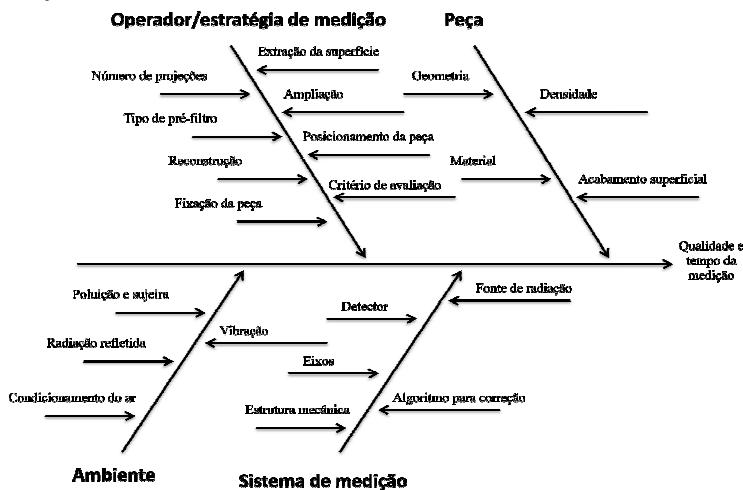 Operador/estratégia de medição
Peça
Extração da superfície
Número de projeções
Geometria
Ampliação
Densidade
Tipo de pré-filtro
Posicionamento da peça
Reconstrução
Material
Critério de avaliação
Acabamento superficial
Fixação da peça
Qualidade e
tempo da
medição
Poluição e sujeira
Fonte de radiação
Detector
Vibração
Radiação refletida
Eixos
Condicionamento do ar
Algoritmo para correção
Estrutura mecânica
Ambiente
Sistema de medição